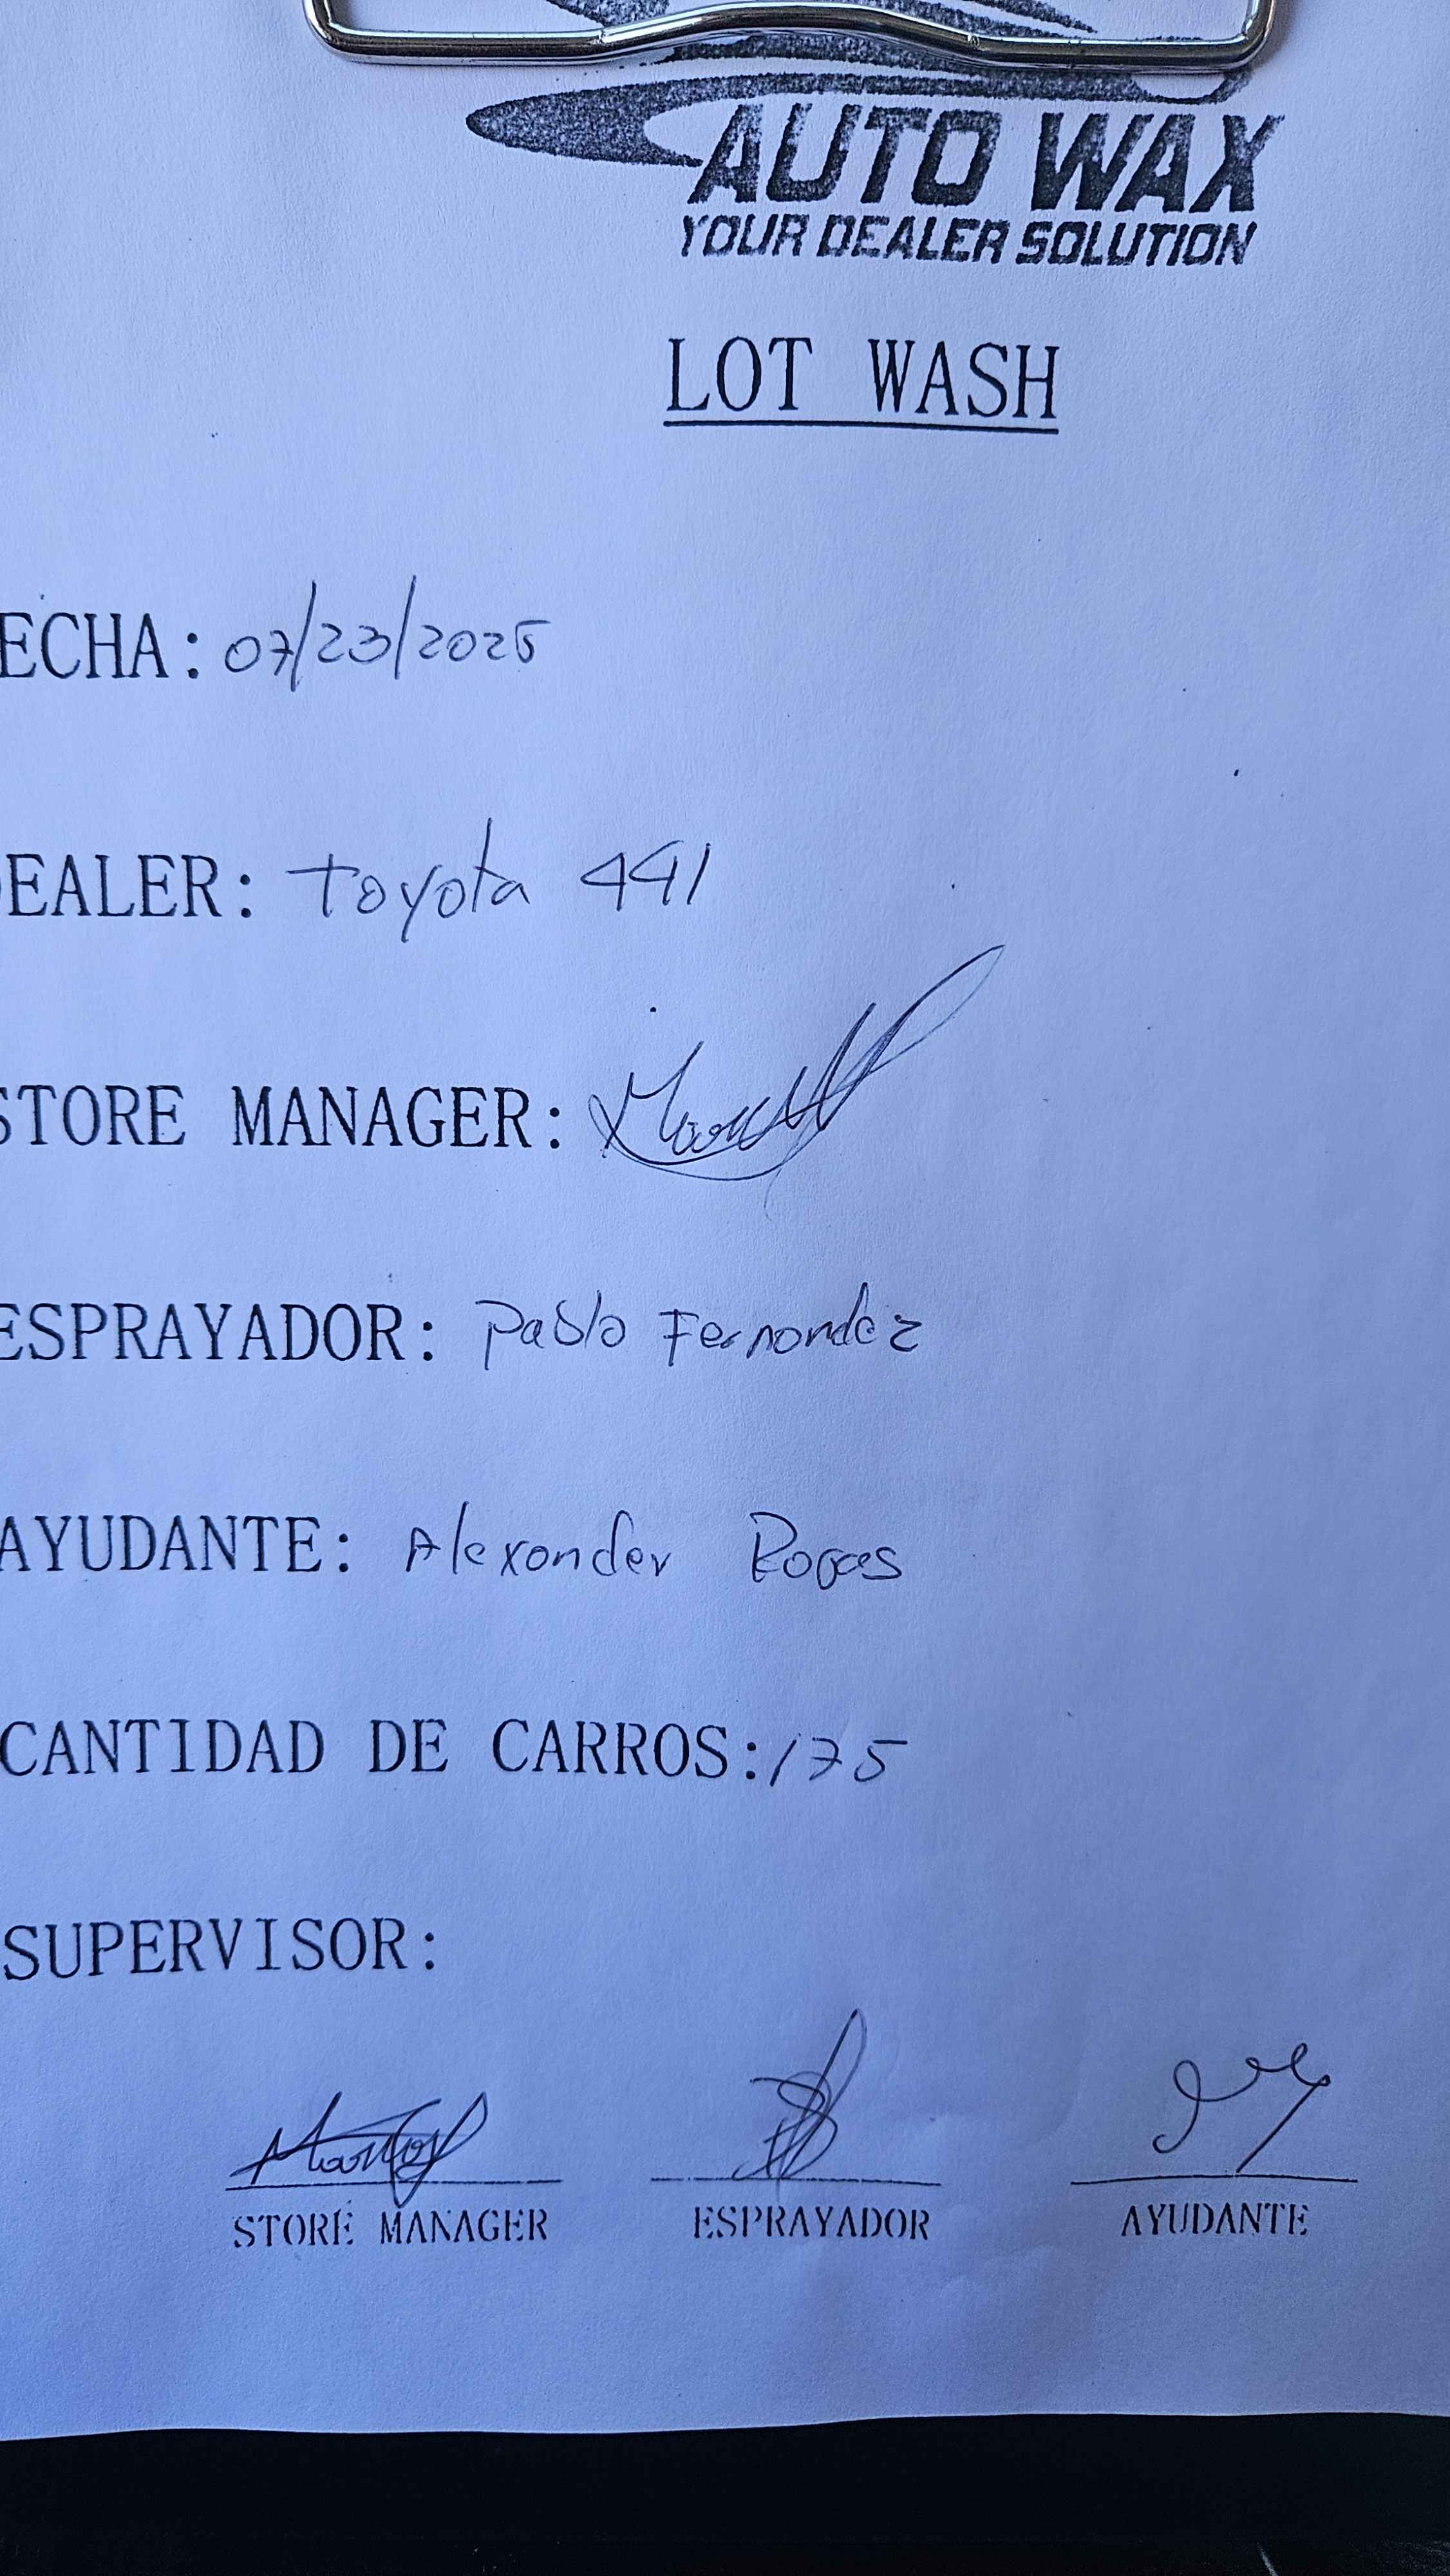 AUTO WAX
YOUR DEALER SOLUTION
LOT WASH
ECHA: 07/23/2025
EALER: Toyota 441
STORE MANAGER:
ESPRAYADOR: Pablo Fernandez
AYUDANTE: Alexander Rogas
CANTIDAD DE CARROS: 175
SUPERVISOR:
STORE MANAGER ESPRAYADOR AYUDANTE